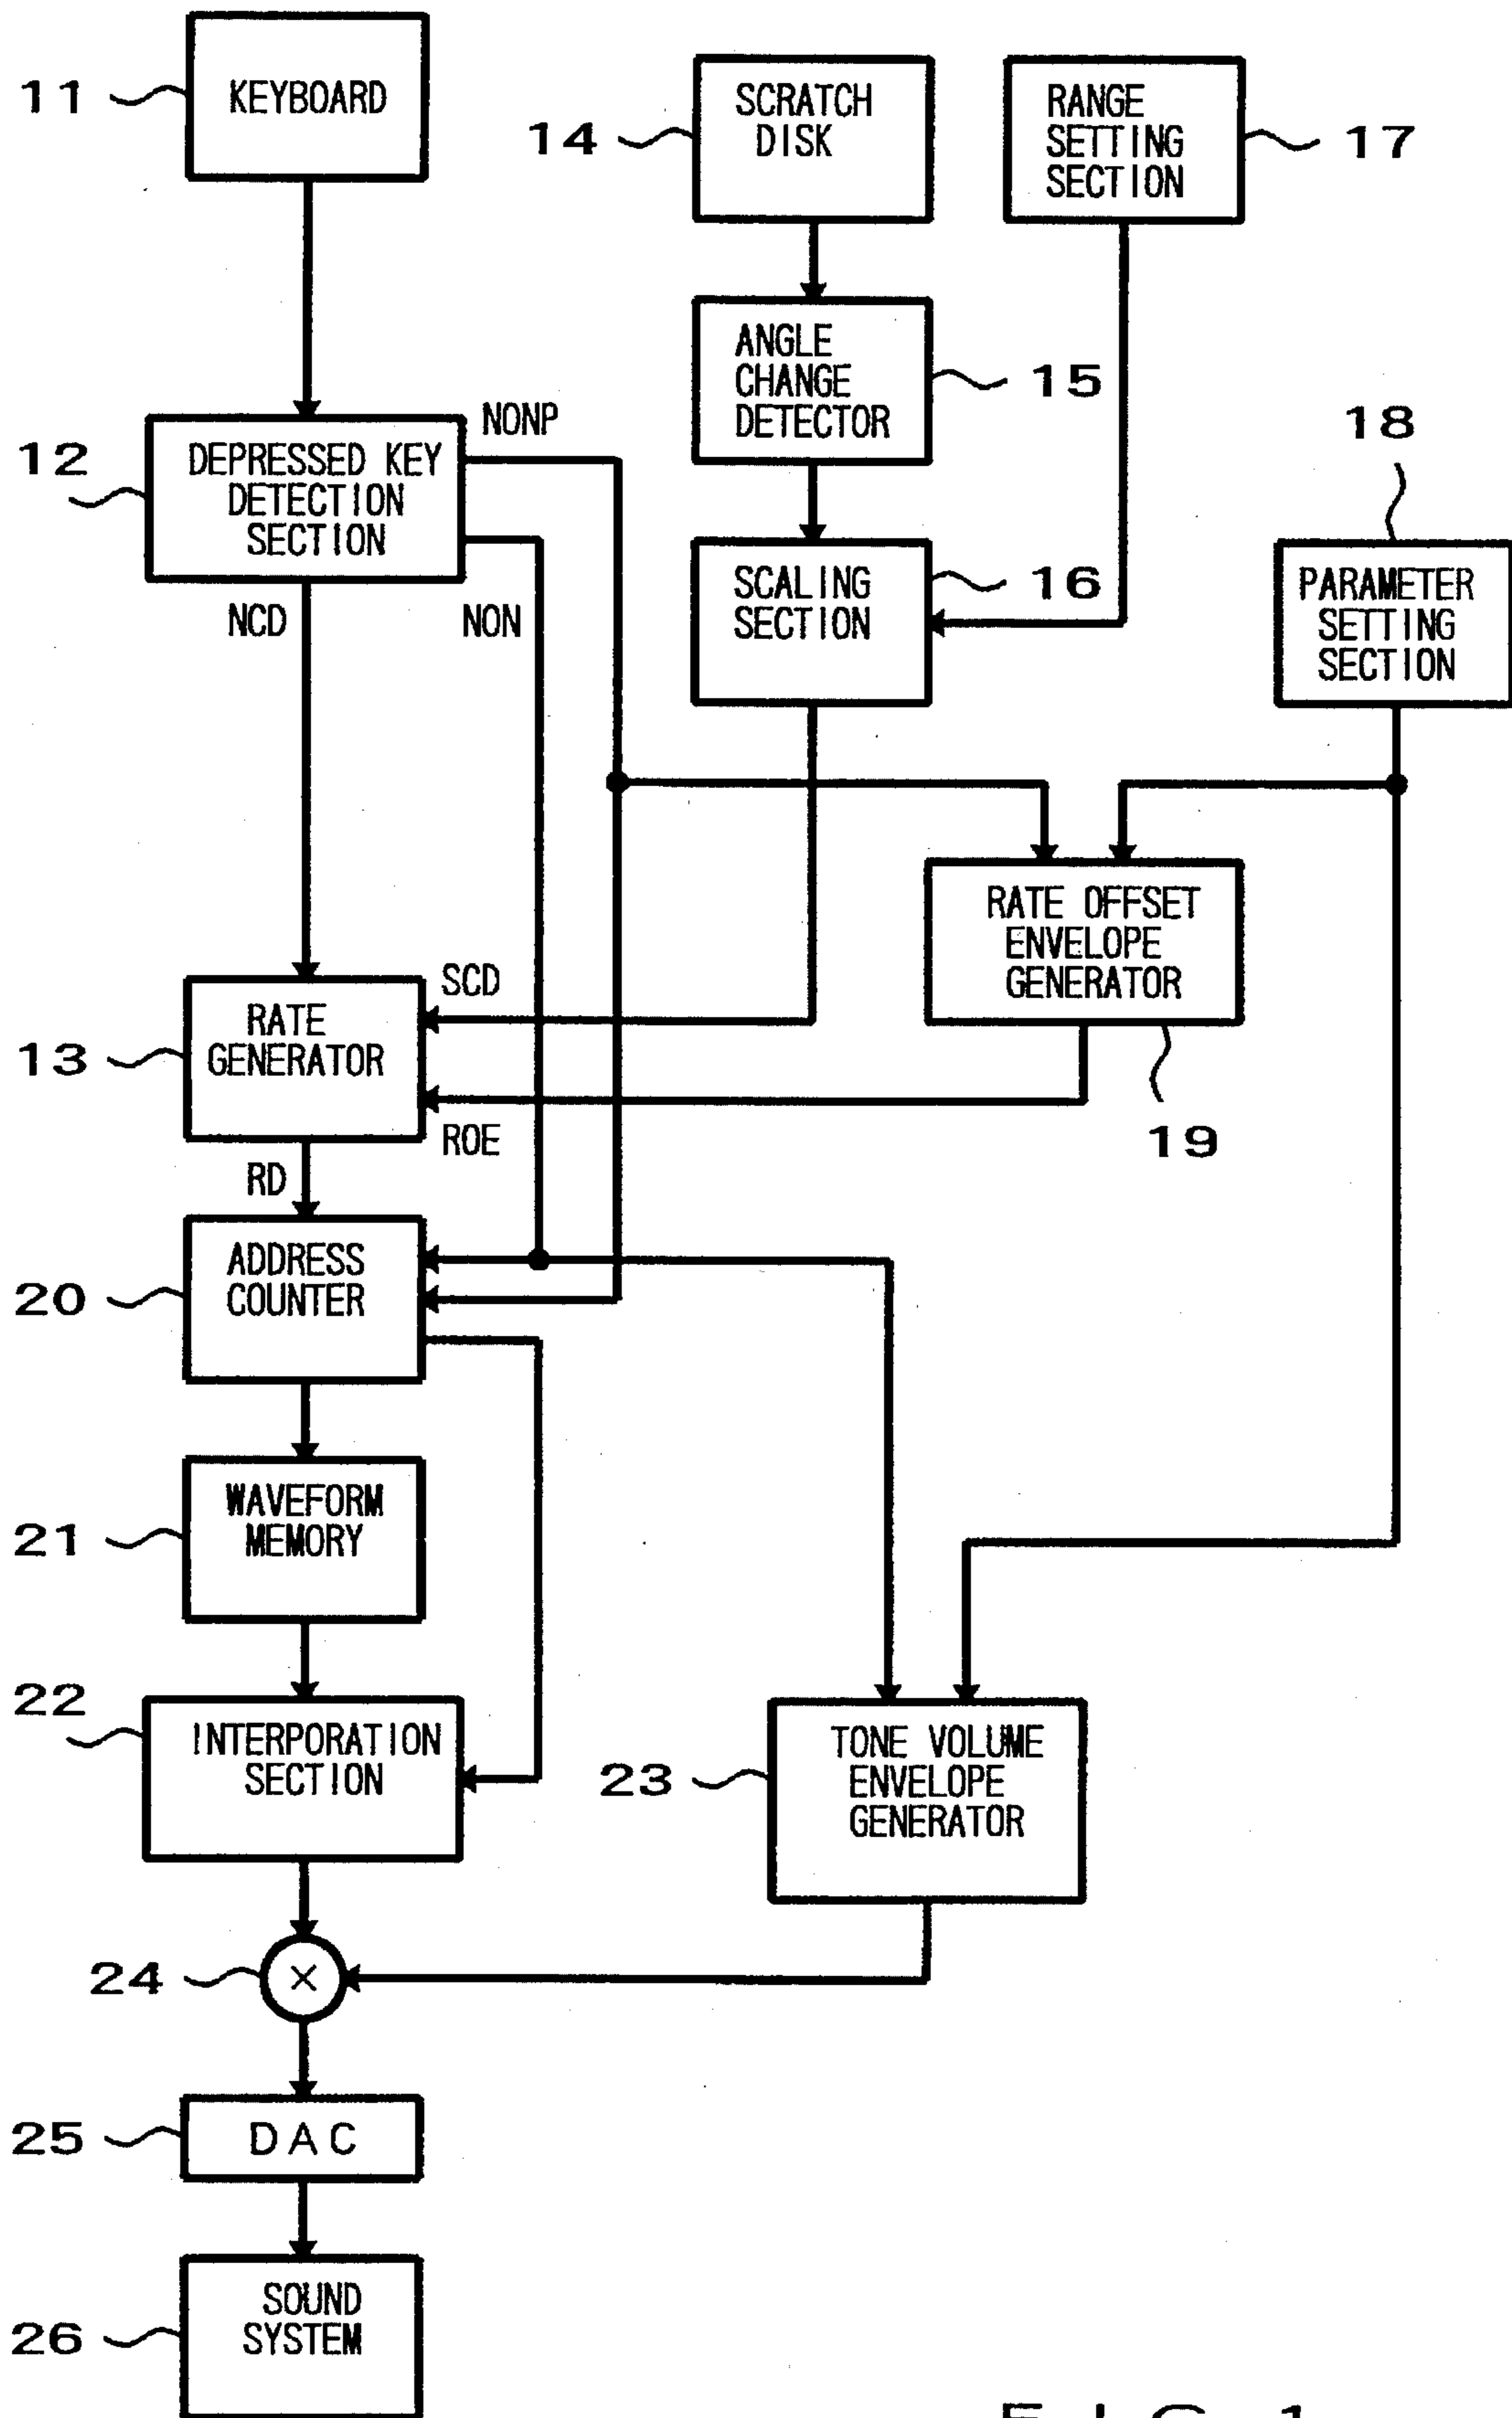 11
KEYBOARD
14
SCRATCH
DISK
RANGE
SETTING
SECTION
17
ANGLE
CHANGE
DETECTOR
15
12
DEPRESSED KEY
DETECTION
SECTION
NONP
NCD
NON
SCALING
SECTION
16
18
PARAMETER
SETTING
SECTION
RATE OFFSET
ENVELOPE
GENERATOR
19
13
RATE
GENERATOR
SCD
ROE
RD
20
ADDRESS
COUNTER
21
WAVEFORM
MEMORY
22
INTERPORATION
SECTION
23
TONE VOLUME
ENVELOPE
GENERATOR
24
×
25
DAC
26
SOUND
SYSTEM
FIG. 1